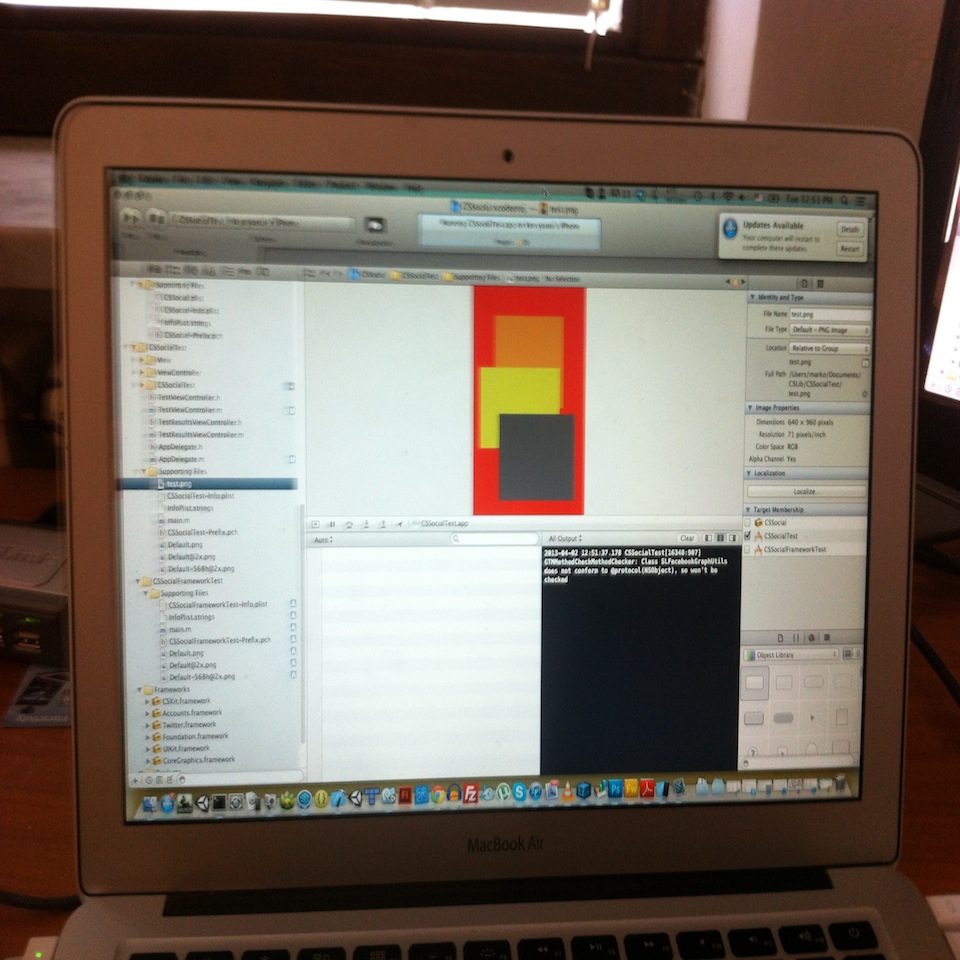 Tue 12:51 PM
CSSocial.xcodeproj — test.png
Updates Available
Your computer will restart to
complete these updates.
Details
Restart
CSSocial
CSSocialTest
Supporting Files
test.png
No Selection
Supporting Files
CSSocial.plist
CSSocial-Info.plist
InfoPlist.strings
CSSocial-Prefix.pch
CSSocialTest
View
ViewController
CSSocialTest
TestViewController.h
TestViewController.m
TestResultsViewController.h
TestResultsViewController.m
AppDelegate.h
AppDelegate.m
Supporting Files
test.png
CSSocialTest-Info.plist
InfoPlist.strings
main.m
CSSocialTest-Prefix.pch
Default.png
Default@2x.png
Default-568h@2x.png
CSSocialFrameworkTest
Supporting Files
CSSocialFrameworkTest-Info.plist
InfoPlist.strings
main.m
CSSocialFrameworkTest-Prefix.pch
Default.png
Default@2x.png
Default-568h@2x.png
Frameworks
CSKit.framework
Accounts.framework
Twitter.framework
Foundation.framework
UIKit.framework
CoreGraphics.framework
CSSocialTest.app
Auto
All Output
Clear
2013-04-02 12:51:37.170 CSSocialTest[16340:907]
GTMMethodCheckMethodChecker: Class SLFacebookGraphUtils
does not conform to @protocol(NSObject), so won't be
checked
Identity and Type
File Name test.png
File Type Default - PNG image
Location Relative to Group
test.png
Full Path /Users/marko/Documents/
CSLib/CSSocialTest/
test.png
Image Properties
Dimensions 640 x 960 pixels
Resolution 71 pixels/inch
Color Space RGB
Alpha Channel Yes
Localization
Localize...
Target Membership
CSSocial
CSSocialTest
CSSocialFrameworkTest
Object Library
MacBook Air